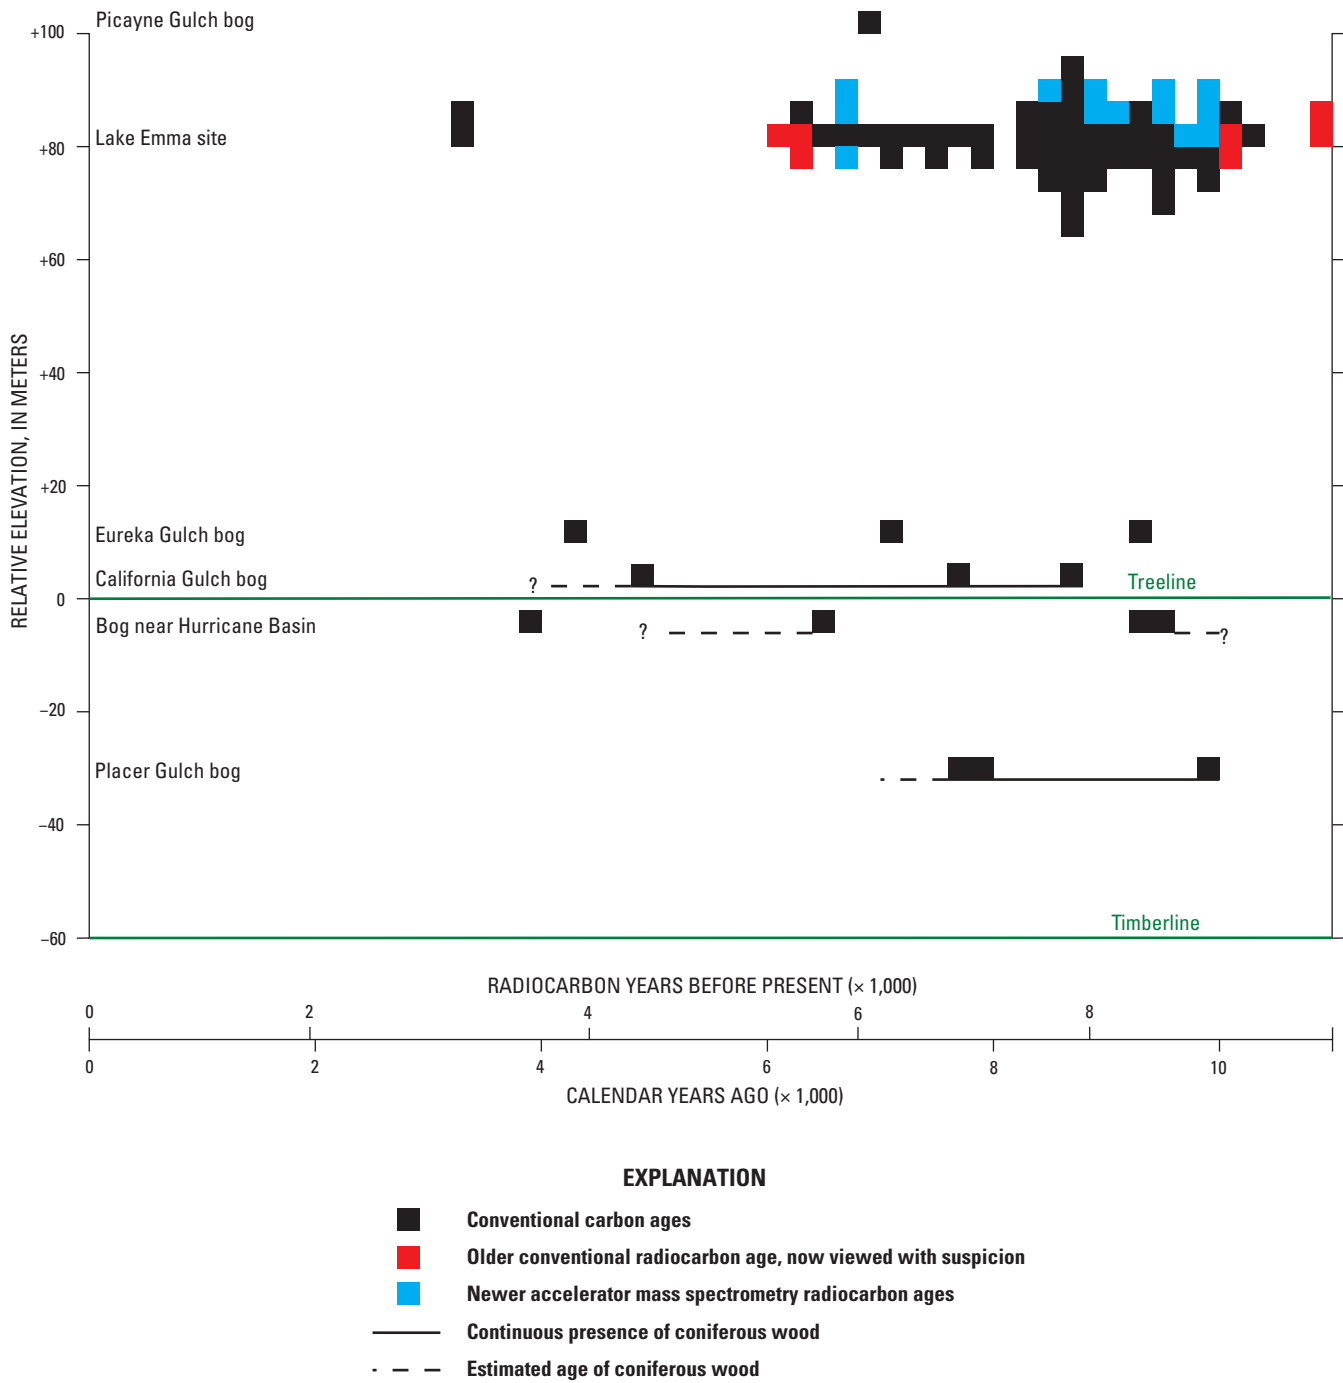 Picayne Gulch bog
+100
Lake Emma site
+80
+60
+40
RELATIVE ELEVATION, IN METERS
+20
Eureka Gulch bog
California Gulch bog
?
Treeline
0
Bog near Hurricane Basin
?
?
–20
Placer Gulch bog
–40
Timberline
–60
RADIOCARBON YEARS BEFORE PRESENT (× 1,000)
0 2 4 6 8
0 2 4 6 8 10
CALENDAR YEARS AGO (× 1,000)
EXPLANATION
Conventional carbon ages
Older conventional radiocarbon age, now viewed with suspicion
Newer accelerator mass spectrometry radiocarbon ages
Continuous presence of coniferous wood
Estimated age of coniferous wood